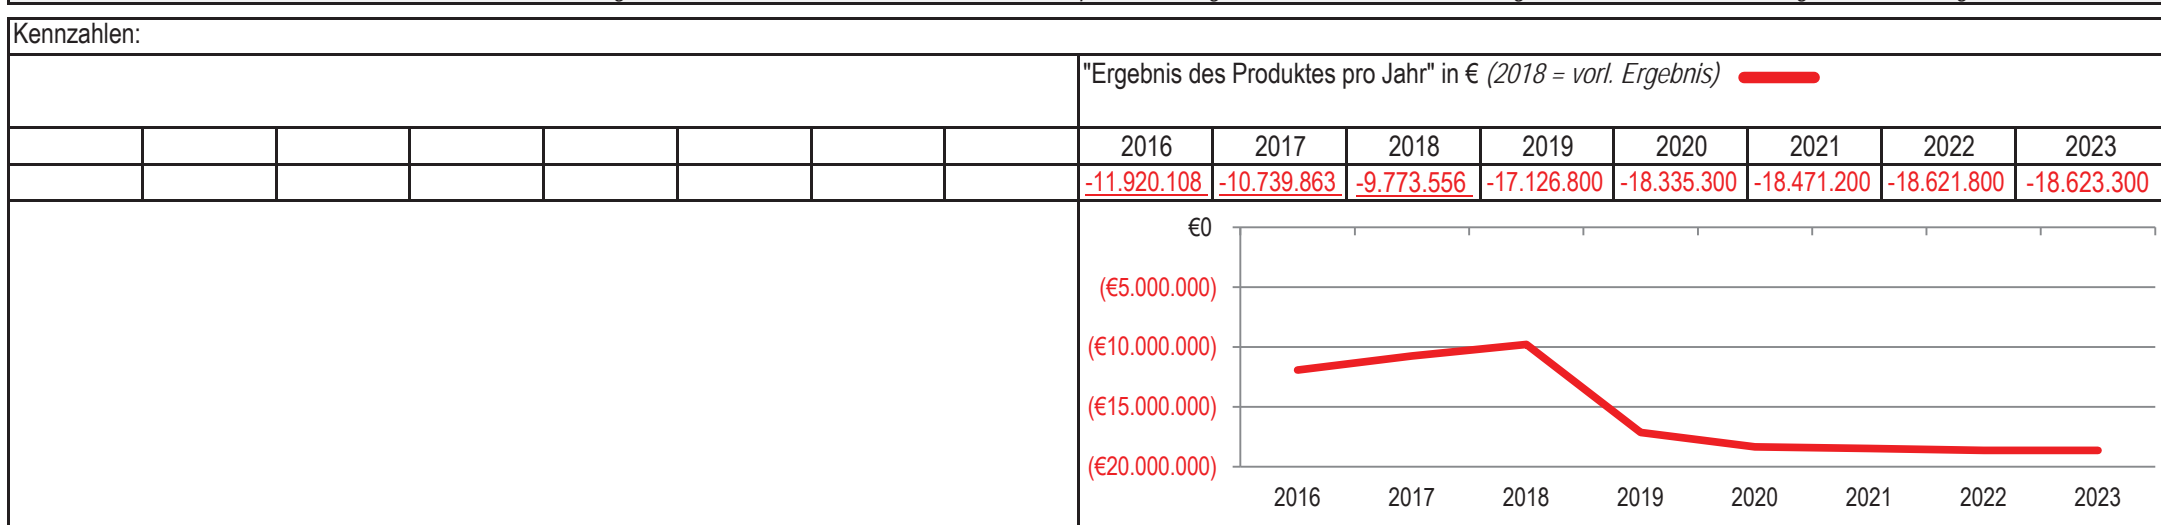 Kennzahlen:
"Ergebnis des Produktes pro Jahr" in € (2018 = vorl. Ergebnis)
2016 2017 2018 2019 2020 2021 2022 2023
-11.920.108 -10.739.863 -9.773.556 -17.126.800 -18.335.300 -18.471.200 -18.621.800 -18.623.300
€0
(€5.000.000)
(€10.000.000)
(€15.000.000)
(€20.000.000)
2016 2017 2018 2019 2020 2021 2022 2023